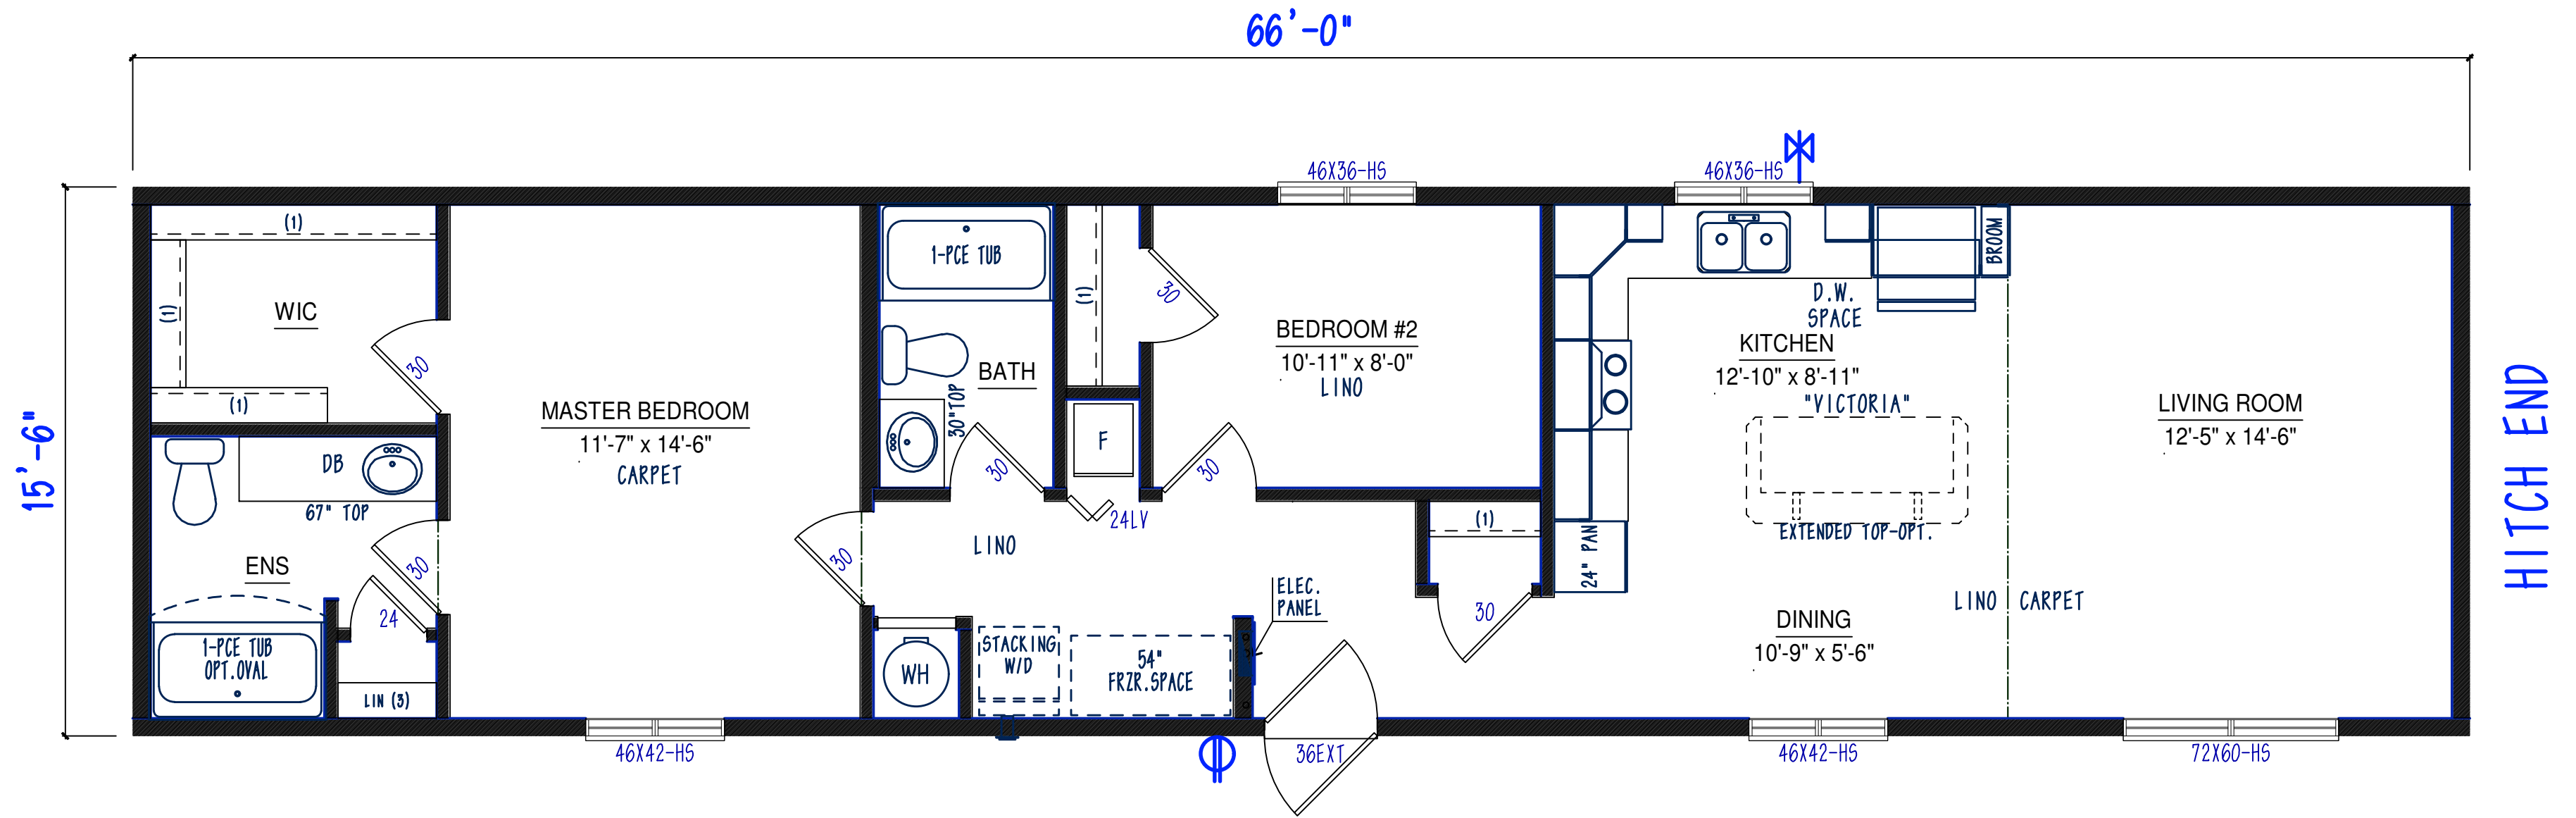 66'-0"
46X36-HS
46X36-HS
(1)
(1)
WIC
30
(1)
MASTER BEDROOM
11'-7" x 14'-6"
CARPET
1-PCE TUB
BATH
30"TOP
30
(1)
F
24LV
30
BEDROOM #2
10'-11" x 8'-0"
LINO
30
BROOM
D.W.
SPACE
KITCHEN
12'-10" x 8'-11"
"VICTORIA"
EXTENDED TOP-OPT.
LIVING ROOM
12'-5" x 14'-6"
HITCH END
15'-6"
DB
67" TOP
ENS
30
24
1-PCE TUB
OPT.OVAL
LIN (3)
30
LINO
WH
STACKING
W/D
54"
FRZR.SPACE
ELEC.
PANEL
(1)
30
24" PAN
DINING
10'-9" x 5'-6"
LINO
CARPET
46X42-HS
36EXT
46X42-HS
72X60-HS